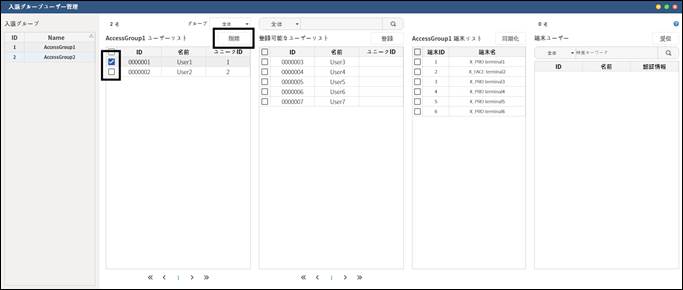 入退グループユーザー管理
入退グループ
ID Name
1 AccessGroup1
2 AccessGroup2
2 名 グループ 全体
AccessGroup1 ユーザーリスト 削除
ID 名前 ユニークID
0000001 User1 1
0000002 User2 2
全体
登録可能なユーザーリスト 登録
ID 名前 ユニークID
0000003 User3
0000004 User4
0000005 User5
0000006 User6
0000007 User7
AccessGroup1 端末リスト 同期化
端末ID 端末名
1 X_PRO terminal1
2 X_FACE terminal2
3 X_PRO terminal3
4 X_PRO terminal4
5 X_PRO terminal5
6 X_PRO terminal6
0 名
端末ユーザー 受信
全体 検索キーワード
ID 名前 認証情報
1
1